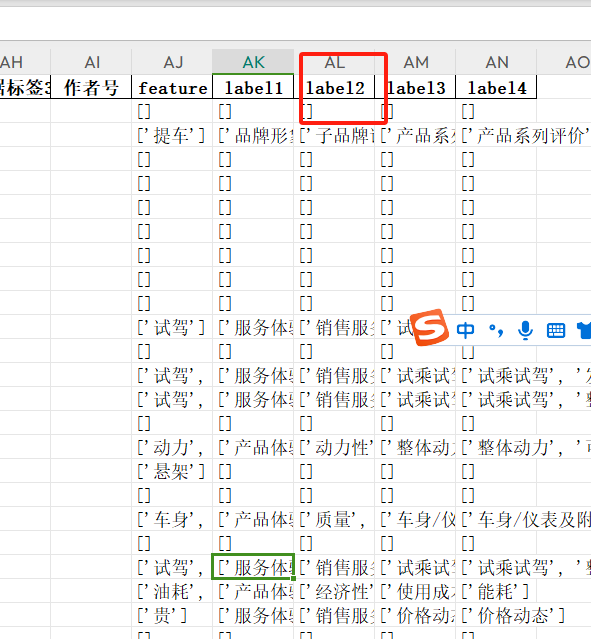 AH AI AJ AK AL AM AN AO
作者号 feature label1 label2 label3 label4
[] [] [] [] []
['提车'] ['品牌形 ['子品牌 ['产品系 ['产品系列评价'
[] [] [] [] []
[] [] [] [] []
[] [] [] [] []
[] [] [] [] []
[] [] [] [] []
[] [] [] [] []
[] [] [] [] []
[] [] [] [] []
['试驾'] ['服务体 ['销售服 ['试 中
[] [] [] [] []
['试驾', ['服务体 ['销售服 ['试乘试 ['试乘试驾', '
['试驾', ['服务体 ['销售服 ['试乘试 ['试乘试驾', '
[] [] [] [] []
['动力', ['产品体 ['动力性' ['整体动 ['整体动力', '
['悬架'] [] [] [] []
[] [] [] [] []
['车身', ['产品体 ['质量', ['车身/仪 ['车身/仪表及附
[] [] [] [] []
['试驾', ['服务体 ['销售服 ['试乘试 ['试乘试驾', '
['油耗', ['产品体 ['经济性' ['使用成 ['能耗']
['贵'] ['服务体 ['销售服 ['价格动 ['价格动态']
[] [] [] [] []